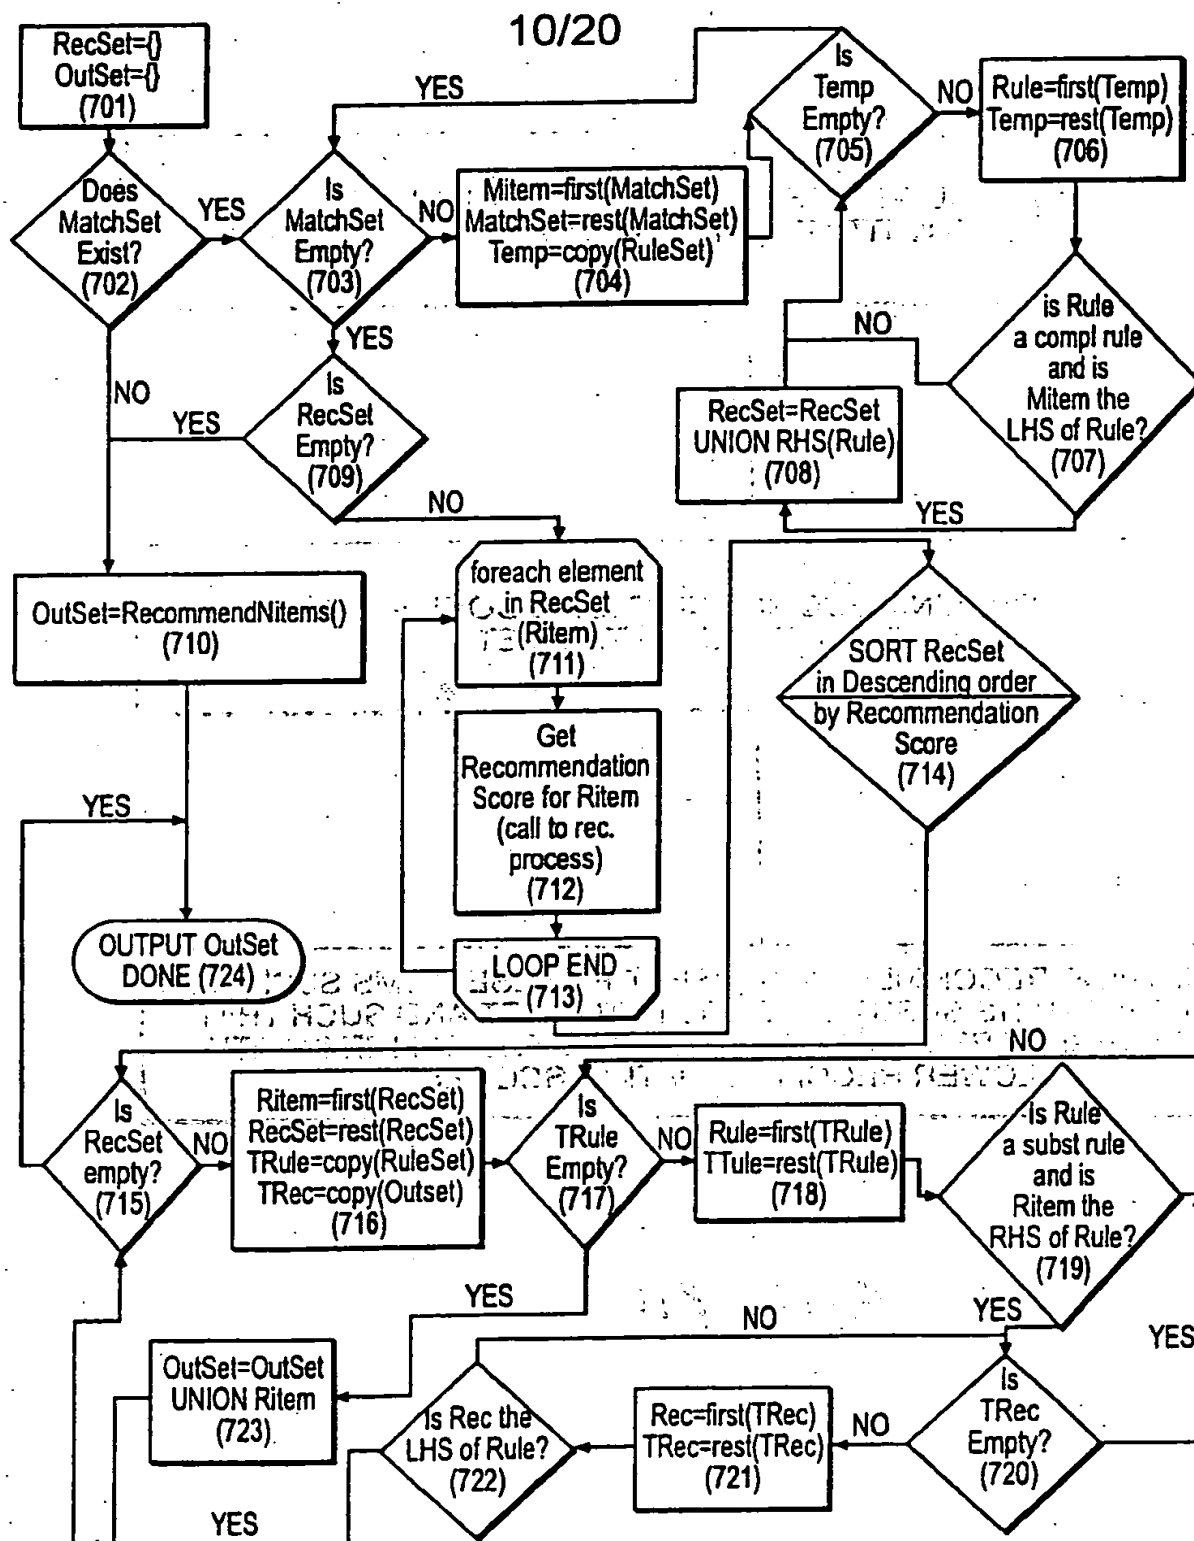 10/20
RecSet={}
OutSet={}
(701)
Does
MatchSet
Exist?
(702)
YES
NO
Is
MatchSet
Empty?
(703)
YES
NO
YES
Mitem=first(MatchSet)
MatchSet=rest(MatchSet)
Temp=copy(RuleSet)
(704)
Is
Temp
Empty?
(705)
NO
Rule=first(Temp)
Temp=rest(Temp)
(706)
is Rule
a compl rule
and is
Mitem the
LHS of Rule?
(707)
NO
YES
RecSet=RecSet
UNION RHS(Rule)
(708)
Is
RecSet
Empty?
(709)
YES
NO
OutSet=RecommendNitems()
(710)
foreach element
in RecSet
(Ritem)
(711)
Get
Recommendation
Score for Ritem
(call to rec.
process)
(712)
LOOP END
(713)
SORT RecSet
in Descending order
by Recommendation
Score
(714)
YES
OUTPUT OutSet
DONE (724)
Is
RecSet
empty?
(715)
NO
Ritem=first(RecSet)
RecSet=rest(RecSet)
TRule=copy(RuleSet)
TRec=copy(Outset)
(716)
Is
TRule
Empty?
(717)
NO
YES
Rule=first(TRule)
TTule=rest(TRule)
(718)
NO
Is Rule
a subst rule
and is
Ritem the
RHS of Rule?
(719)
YES
YES
Is
TRec
Empty?
(720)
NO
Rec=first(TRec)
TRec=rest(TRec)
(721)
NO
Is Rec the
LHS of Rule?
(722)
YES
OutSet=OutSet
UNION Ritem
(723)